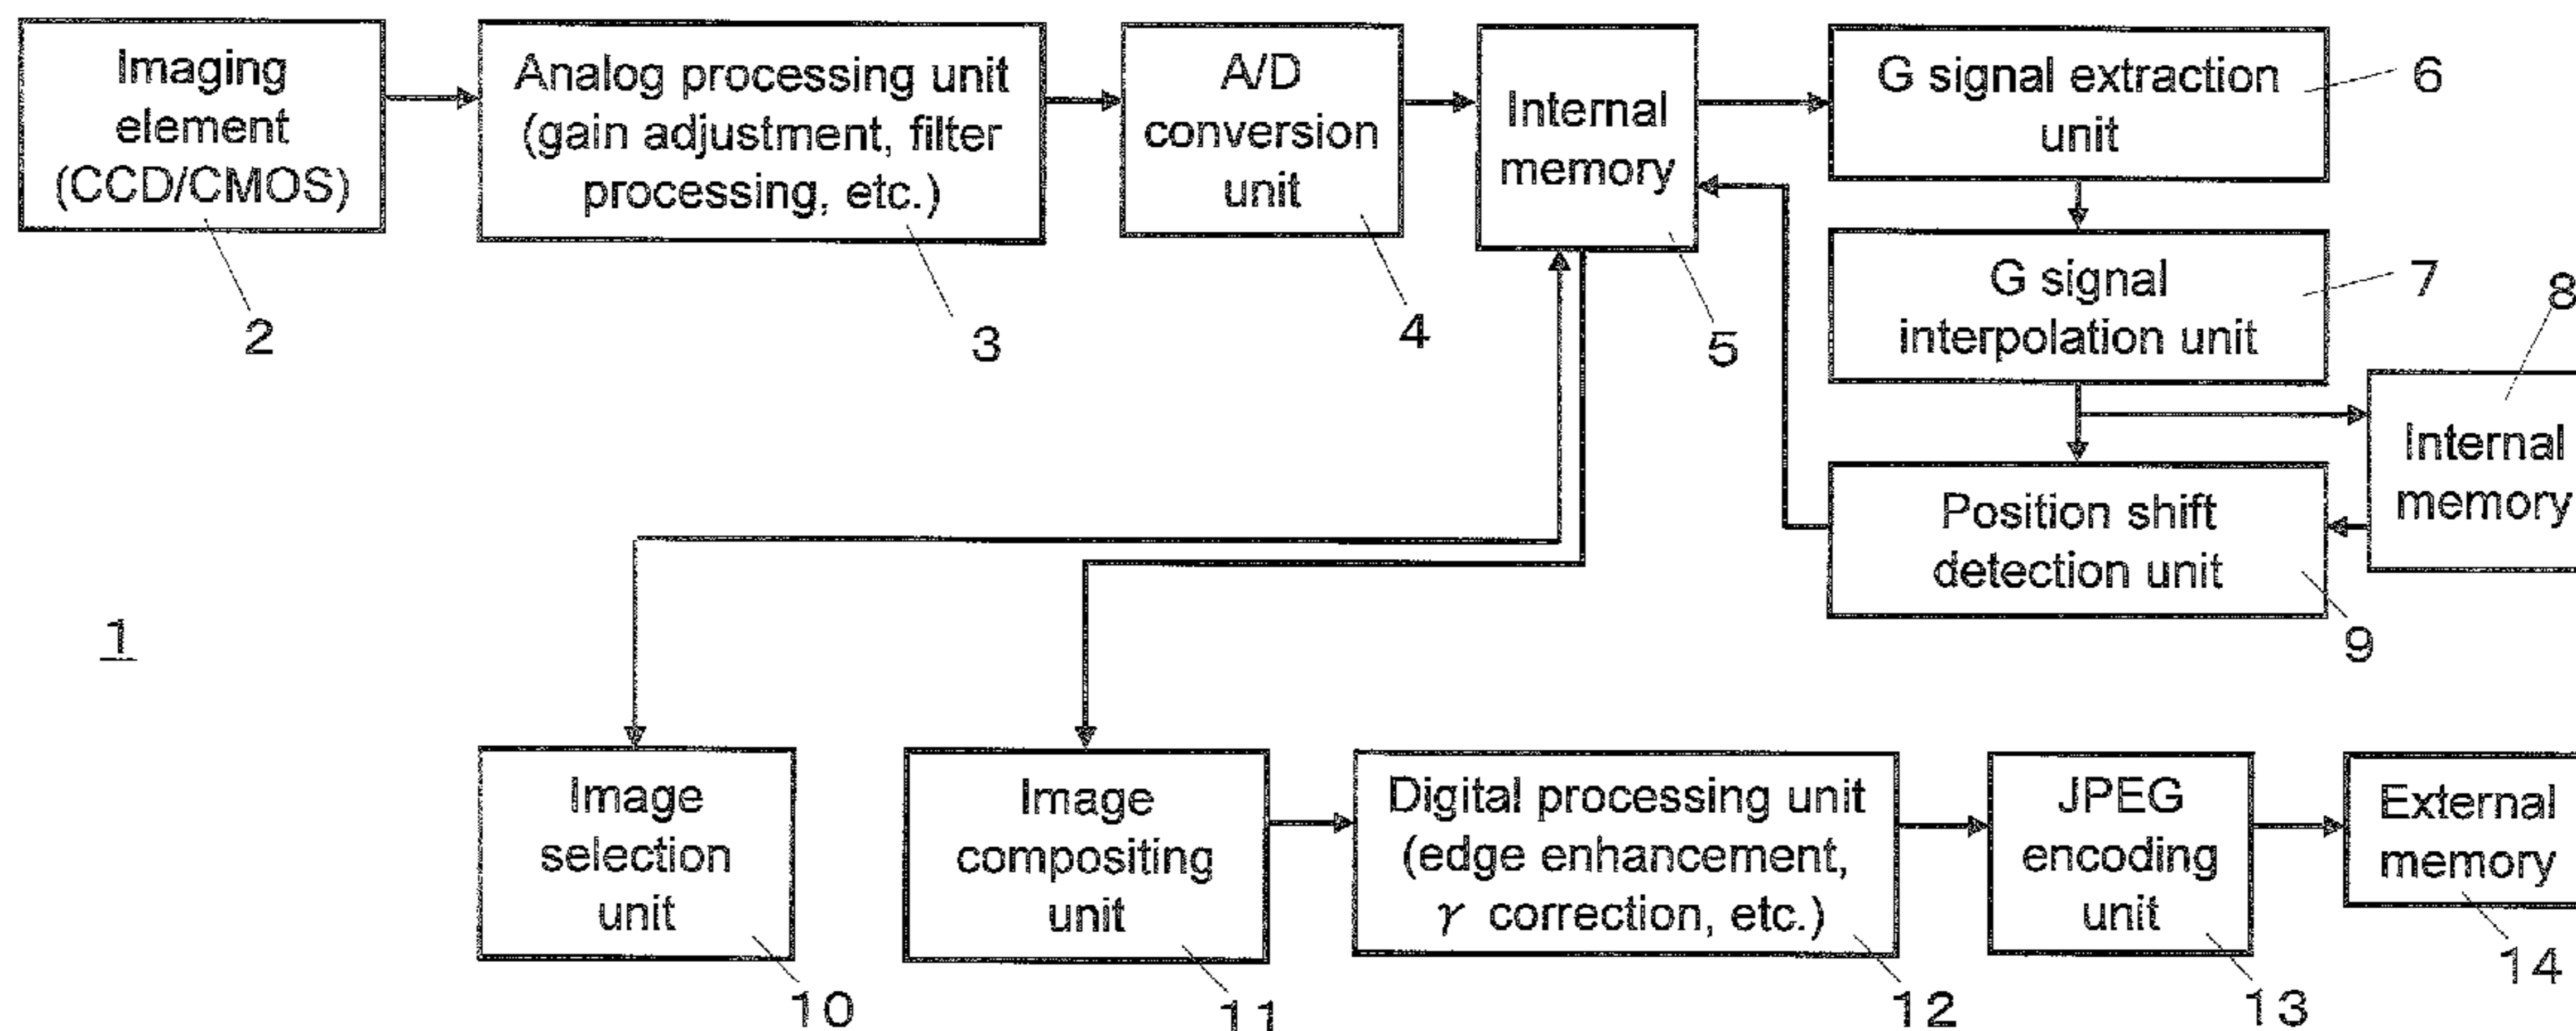 Imaging
element
(CCD/CMOS)
2
Analog processing unit
(gain adjustment, filter
processing, etc.)
3
A/D
conversion
unit
4
Internal
memory
5
G signal extraction
unit
6
G signal
interpolation unit
7
8
Internal
memory
Position shift
detection unit
9
1
Image
selection
unit
10
Image
compositing
unit
11
Digital processing unit
(edge enhancement,
γ correction, etc.)
12
JPEG
encoding
unit
13
External
memory
14